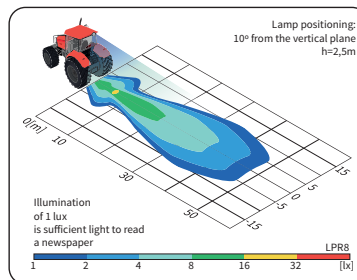 Lamp positioning:
10º from the vertical plane
h=2,5m
0[m]
10
30
50
-15
-5
0
5
15
Illumination
of 1 lux
is sufficient light to read
a newspaper
LPR8
1 2 4 8 16 32 [lx]